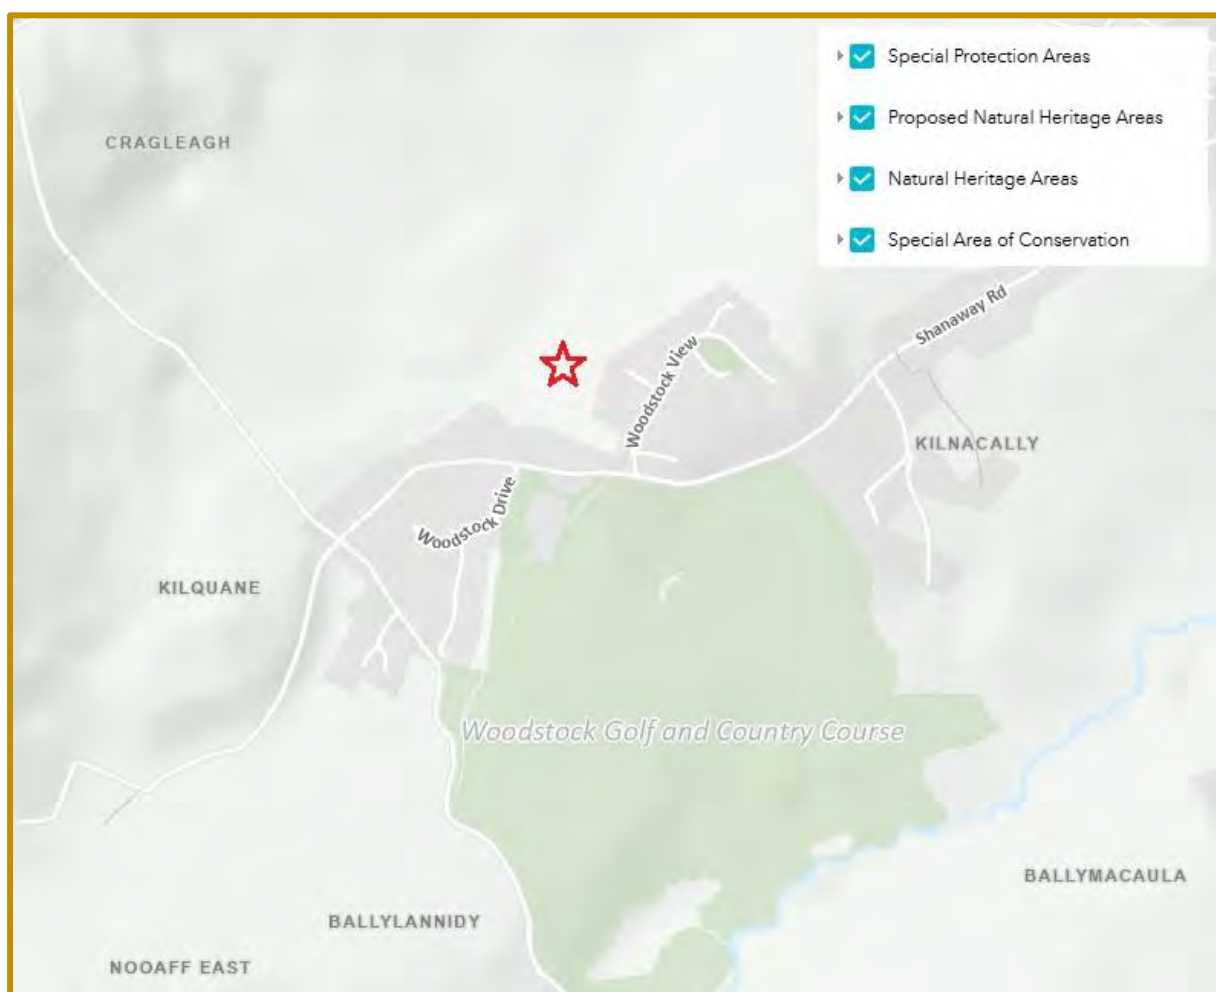 Special Protection Areas
Proposed Natural Heritage Areas
Natural Heritage Areas
Special Area of Conservation
CRAGLEAGH
Shanaway Rd
Woodstock View
KILNACALLY
Woodstock Drive
KILQUANE
Woodstock Golf and Country Course
BALLYMACAULA
BALLYLANNIDY
NOOAFF EAST